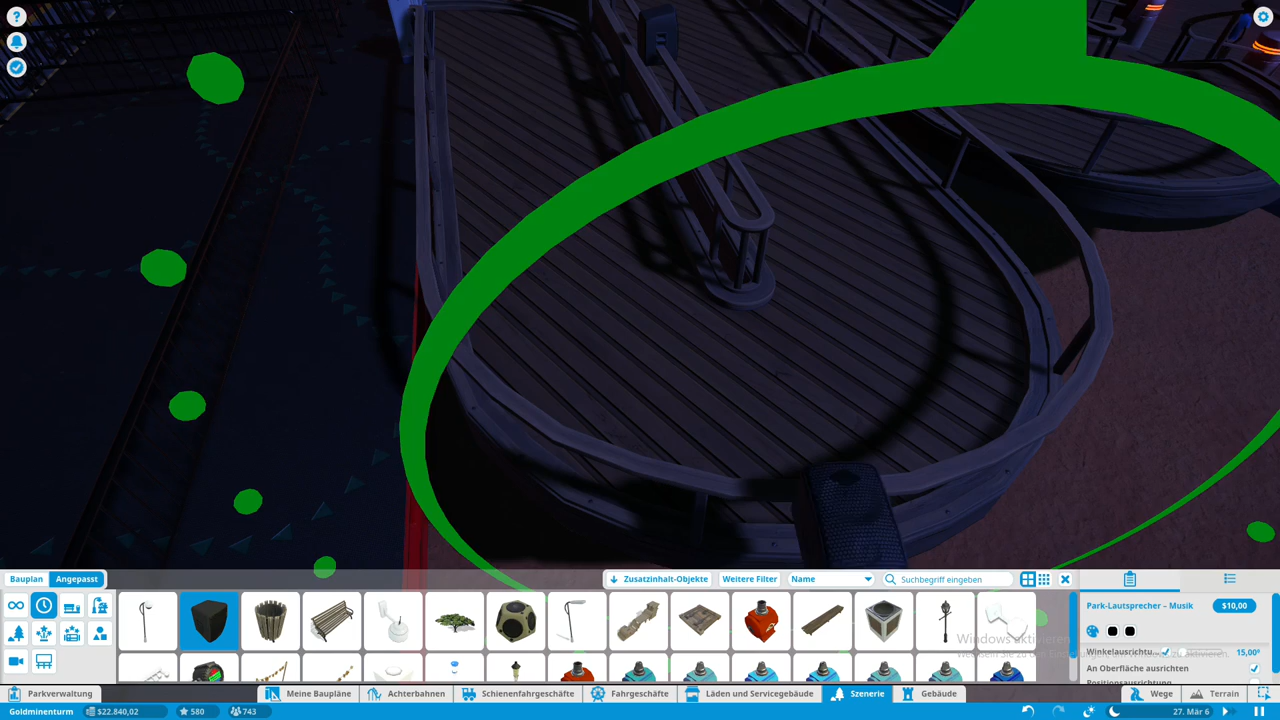 Bauplan Angepasst
Zusatzinhalt-Objekte Weitere Filter Name Suchbegriff eingeben
Park-Lautsprecher – Musik $10,00
Winkelausrichtu... 15,00°
An Oberfläche ausrichten
Windows aktivieren
Parkverwaltung Meine Baupläne Achterbahnen Schienenfahrgeschäfte Fahrgeschäfte Läden und Servicegebäude Szenerie Gebäude Wege Terrain
Goldminenturm $22.840,02 580 743 27. Mär 6